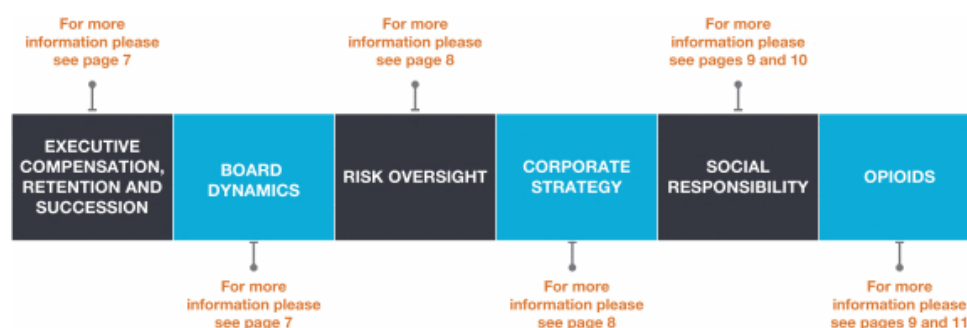 For more
information please
see page 7
For more
information please
see page 8
For more
information please
see pages 9 and 10
EXECUTIVE
COMPENSATION,
RETENTION AND
SUCCESSION
BOARD
DYNAMICS
RISK OVERSIGHT
CORPORATE
STRATEGY
SOCIAL
RESPONSIBILITY
OPIOIDS
For more
information please
see page 7
For more
information please
see page 8
For more
information please
see pages 9 and 11